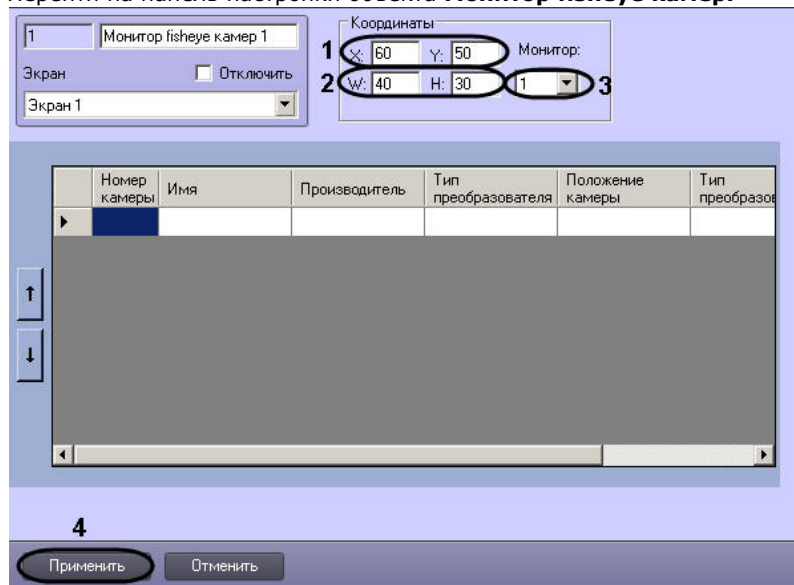 Перейти на панель настройки объекта Монитор fisheye камер.
1 Монитор fisheye камер 1
Экран Отключить
Экран 1
Координаты
1 X: 60 Y: 50 Монитор:
2 W: 40 H: 30 1 3
Номер камеры Имя Производитель Тип преобразователя Положение камеры Тип
4
Применить Отменить